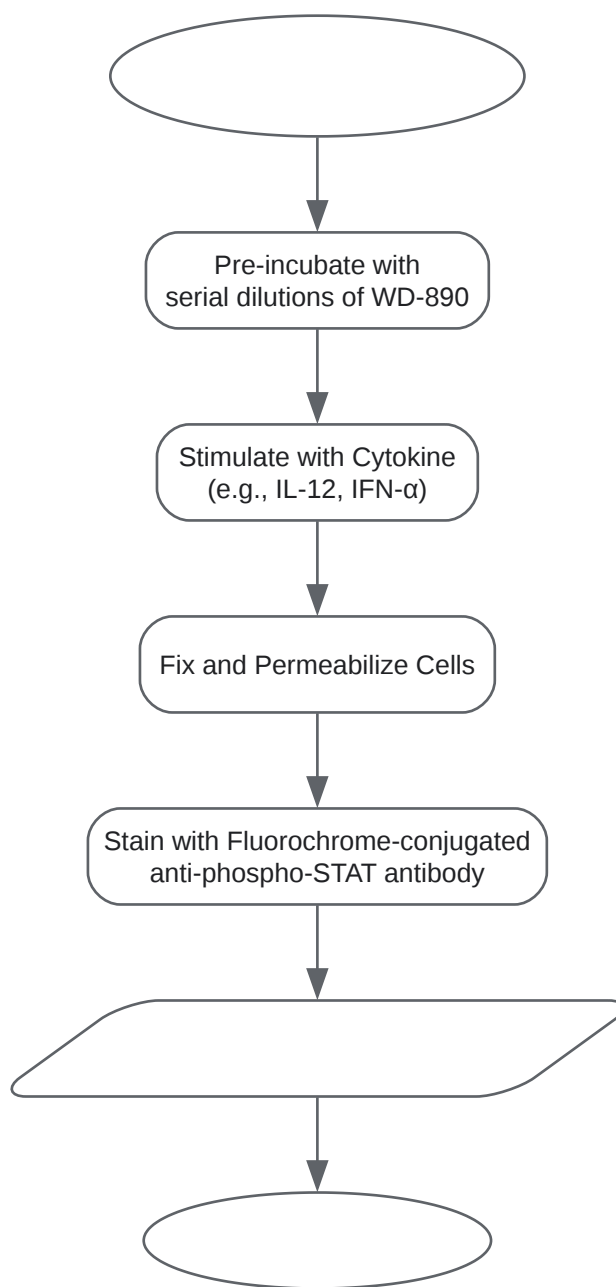 Pre-incubate with
serial dilutions of WD-890
Stimulate with Cytokine
(e.g., IL-12, IFN-α)
Fix and Permeabilize Cells
Stain with Fluorochrome-conjugated
anti-phospho-STAT antibody